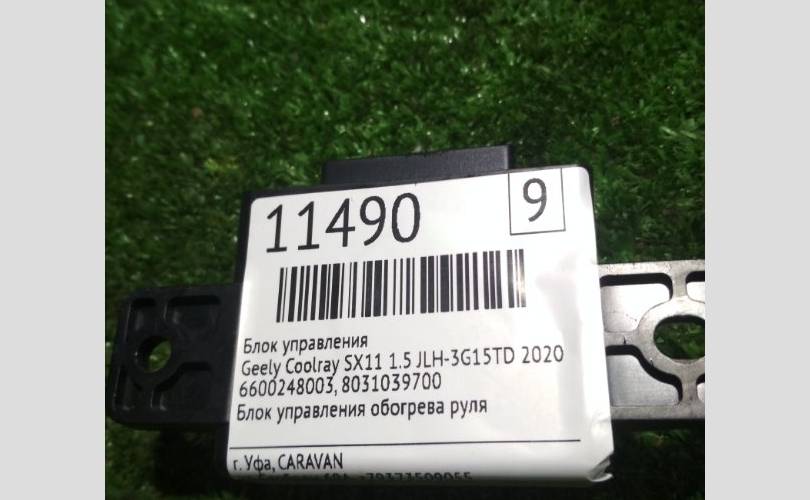 11490
9
Блок управления
Geely Coolray SX11 1.5 JLH-3G15TD 2020
6600248003, 8031039700
Блок управления обогрева руля
г. Уфа, CARAVAN